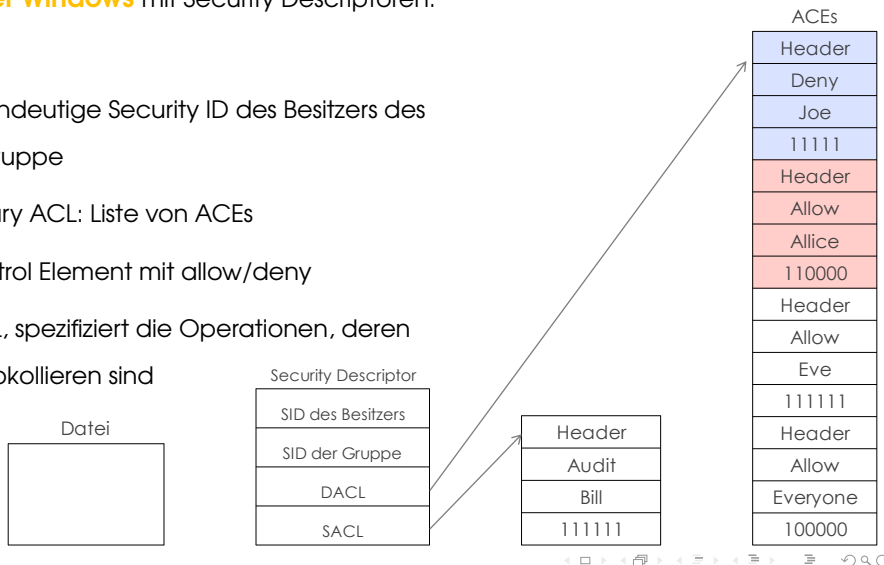 er Windows mit Security Descriptoren:
ndeutige Security ID des Besitzers des
ruppe
ary ACL: Liste von ACEs
trol Element mit allow/deny
, spezifiziert die Operationen, deren
okollieren sind
Datei
Security Descriptor
SID des Besitzers
SID der Gruppe
DACL
SACL
Header
Audit
Bill
111111
ACEs
Header
Deny
Joe
11111
Header
Allow
Allice
110000
Header
Allow
Eve
111111
Header
Allow
Everyone
100000